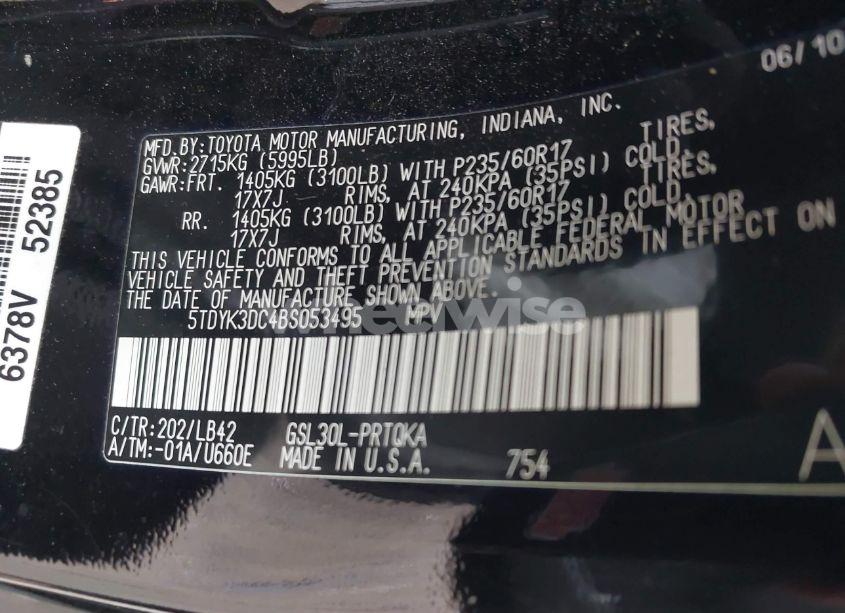 06/10
MFD.BY:TOYOTA MOTOR MANUFACTURING, INDIANA, INC.
GVWR:2715KG (5995LB)
GAWR:FRT. 1405KG (3100LB) WITH P235/60R17 TIRES,
17X7J RIMS, AT 240KPA (35PSI) COLD,
RR. 1405KG (3100LB) WITH P235/60R17 TIRES,
17X7J RIMS, AT 240KPA (35PSI) COLD.
THIS VEHICLE CONFORMS TO ALL APPLICABLE FEDERAL MOTOR
VEHICLE SAFETY AND THEFT PREVENTION STANDARDS IN EFFECT ON
THE DATE OF MANUFACTURE SHOWN ABOVE.
5TDYK3DC4BS053495 MPV
C/TR:202/LB42 GSL30L-PRTQKA
A/TM:-01A/U660E MADE IN U.S.A. 754
A
6378V 52385